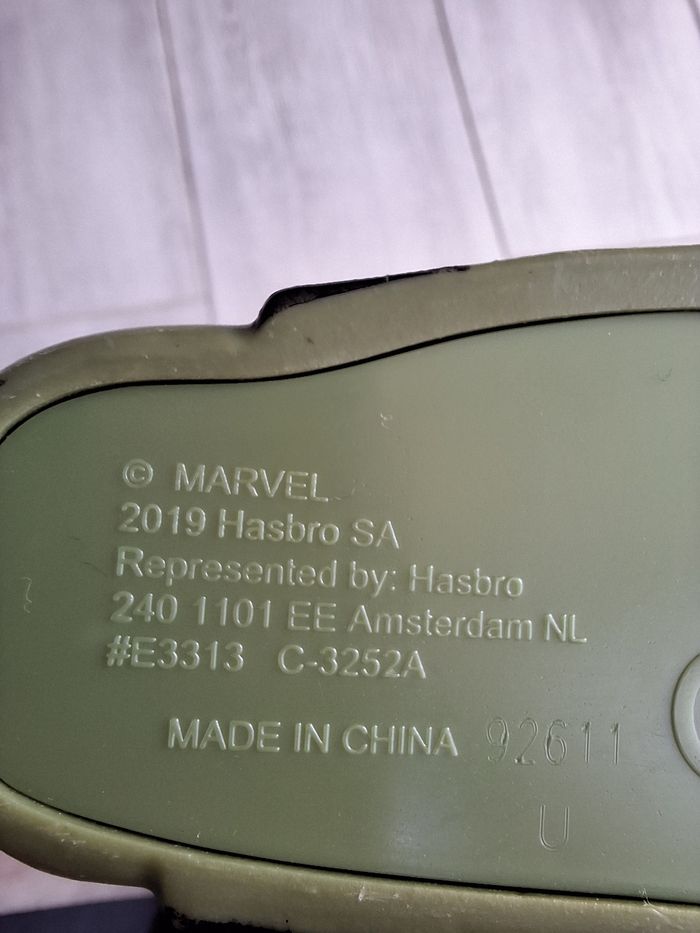 © MARVEL
2019 Hasbro SA
Represented by: Hasbro
240 1101 EE Amsterdam NL
#E3313 C-3252A
MADE IN CHINA 92611
U